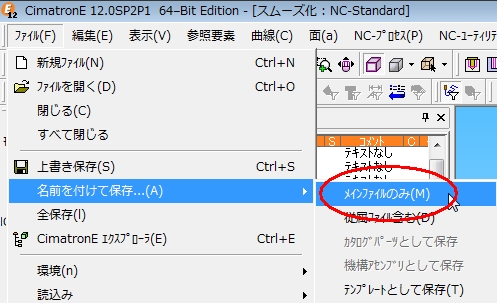 CimatronE 12.0SP2P1 64-Bit Edition - [スムーズ化：NC-Standard]
ファイル(F) 編集(E) 表示(V) 参照要素 曲線(C) 面(a) NC-プロセス(P) NC-ユーティリテ
新規ファイル(N) Ctrl+N
ファイルを開く(D) Ctrl+O
閉じる(C)
すべて閉じる
S コメント C
テキストなし
テキストなし
上書き保存(S) Ctrl+S
名前を付けて保存...(A)
メインファイルのみ(M)
全保存(l)
従属ファイル含む(D)
CimatronE エクスプローラ(E) Ctrl+E
カタログパーツとして保存
機構アセンブリとして保存
環境(n)
テンプレートとして保存(T)
読込み